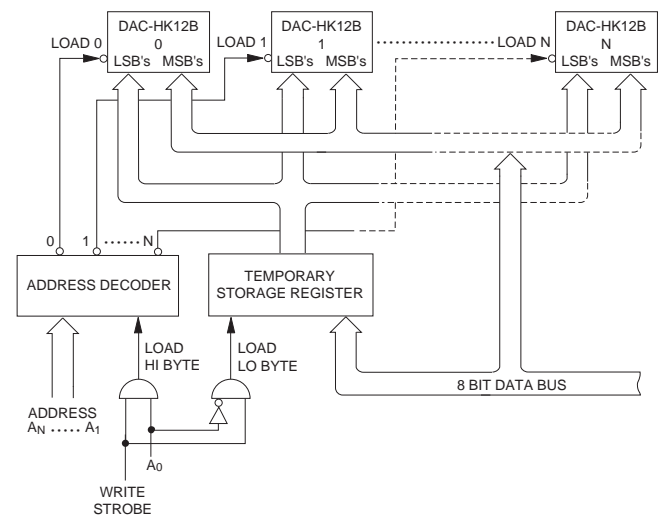 DAC-HK12B
0
LSB's MSB's
LOAD 0
DAC-HK12B
1
LSB's MSB's
LOAD 1
LOAD N
DAC-HK12B
N
LSB's MSB's
0 1 ...... N
ADDRESS DECODER
TEMPORARY
STORAGE REGISTER
LOAD
HI BYTE
LOAD
LO BYTE
8 BIT DATA BUS
ADDRESS
AN ..... A1
A0
WRITE
STROBE